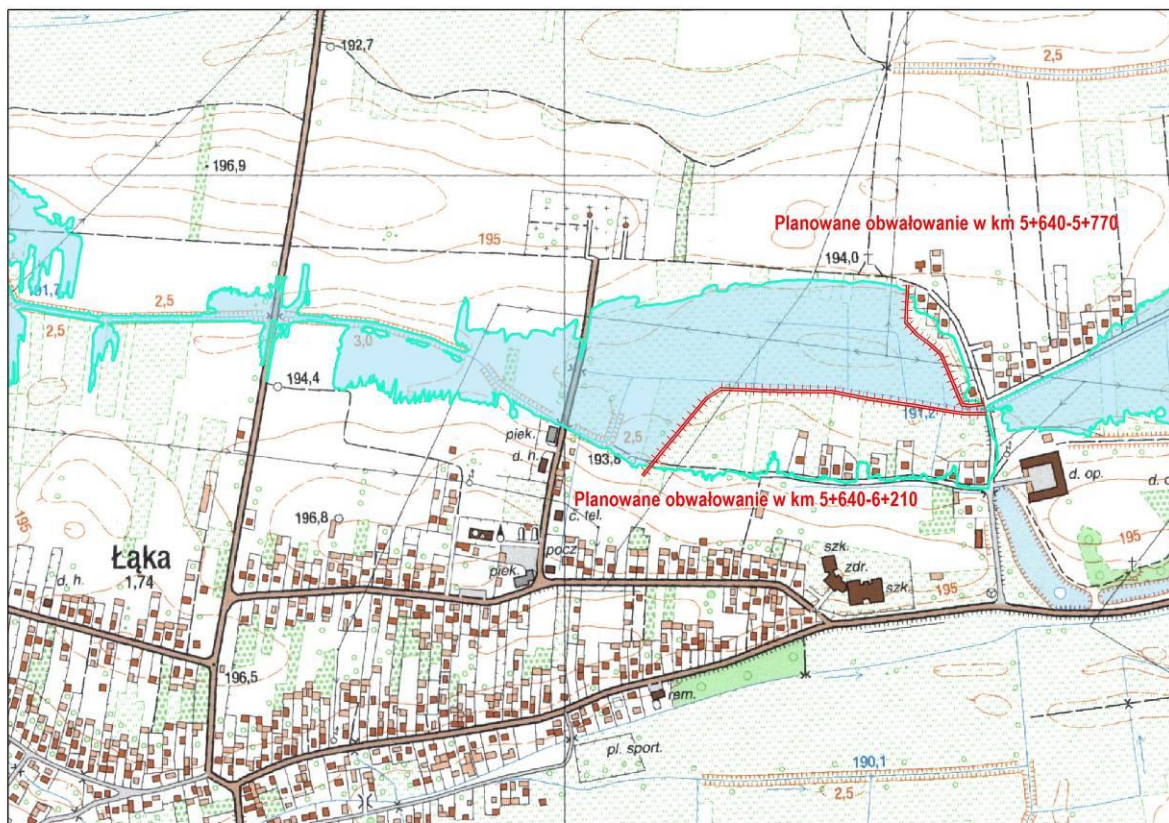 192,7
2,5
196,9
Planowane obwałowanie w km 5+640-5+770
195
194,0
191,7
2,5
2,5
3,0
194,4
191,2
piek.
2,5
193,8
d. h.
d. op.
Planowane obwałowanie w km 5+640-6+210
195
196,8
c. tel.
195
Łąka
1,74
d. h.
pocz
piek.
szk.
zdr.
szk.
195
196,5
rem.
pl. sport.
190,1
2,5